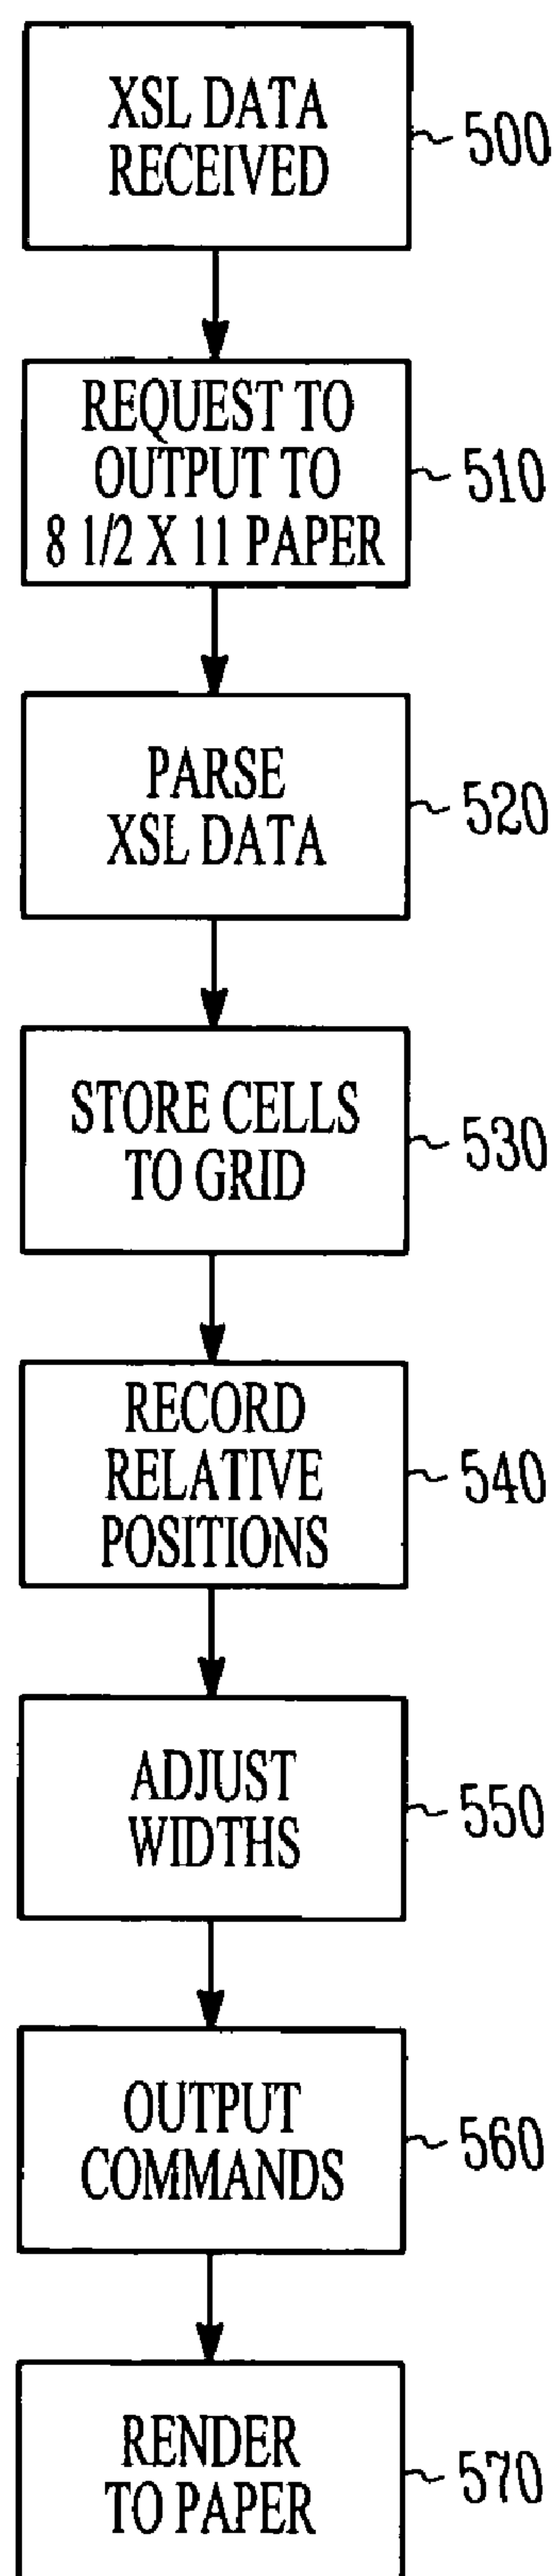 XSL DATA
RECEIVED
500
REQUEST TO
OUTPUT TO
8 1/2 X 11 PAPER
510
PARSE
XSL DATA
520
STORE CELLS
TO GRID
530
RECORD
RELATIVE
POSITIONS
540
ADJUST
WIDTHS
550
OUTPUT
COMMANDS
560
RENDER
TO PAPER
570